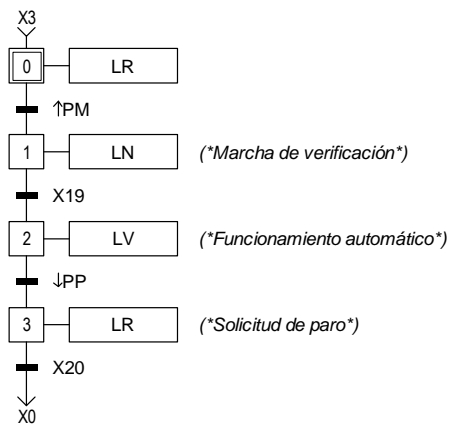 X3
0 LR
↑PM
1 LN (*Marcha de verificación*)
X19
2 LV (*Funcionamiento automático*)
↓PP
3 LR (*Solicitud de paro*)
X20
X0